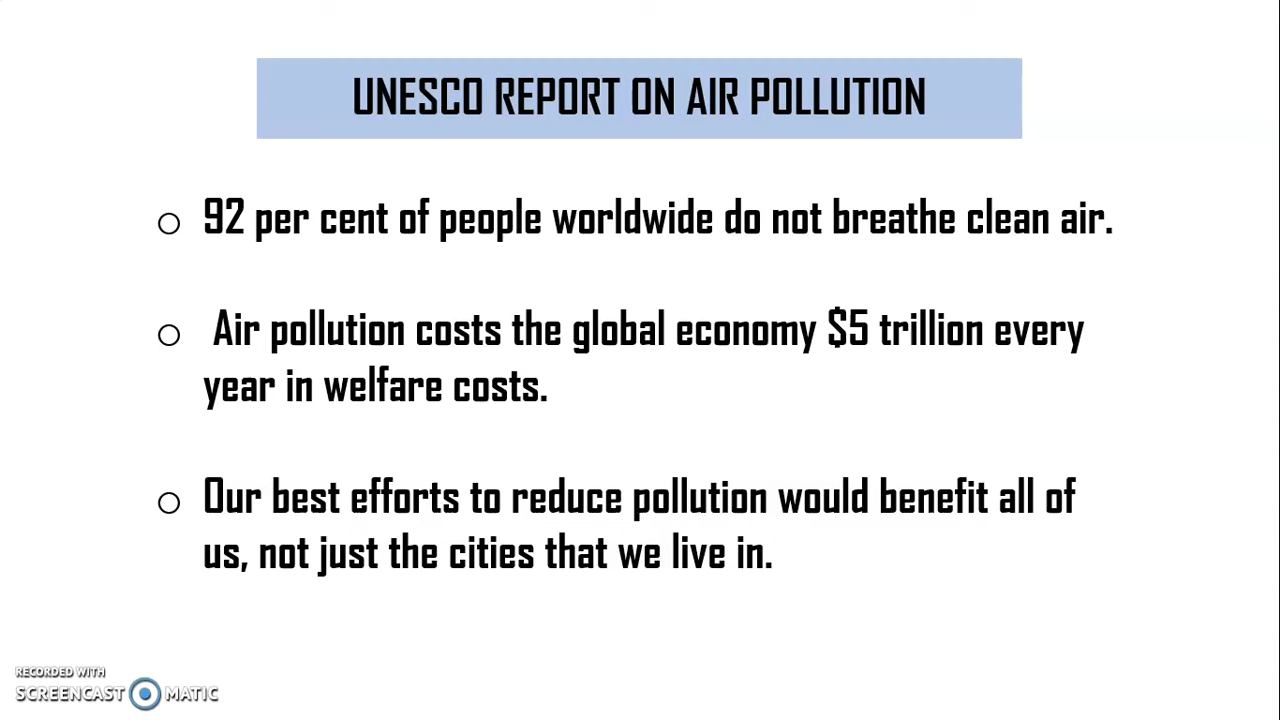 UNESCO REPORT ON AIR POLLUTION
92 per cent of people worldwide do not breathe clean air.
Air pollution costs the global economy $5 trillion every
year in welfare costs.
Our best efforts to reduce pollution would benefit all of
us, not just the cities that we live in.
RECORDED WITH
SCREENCAST MATIC